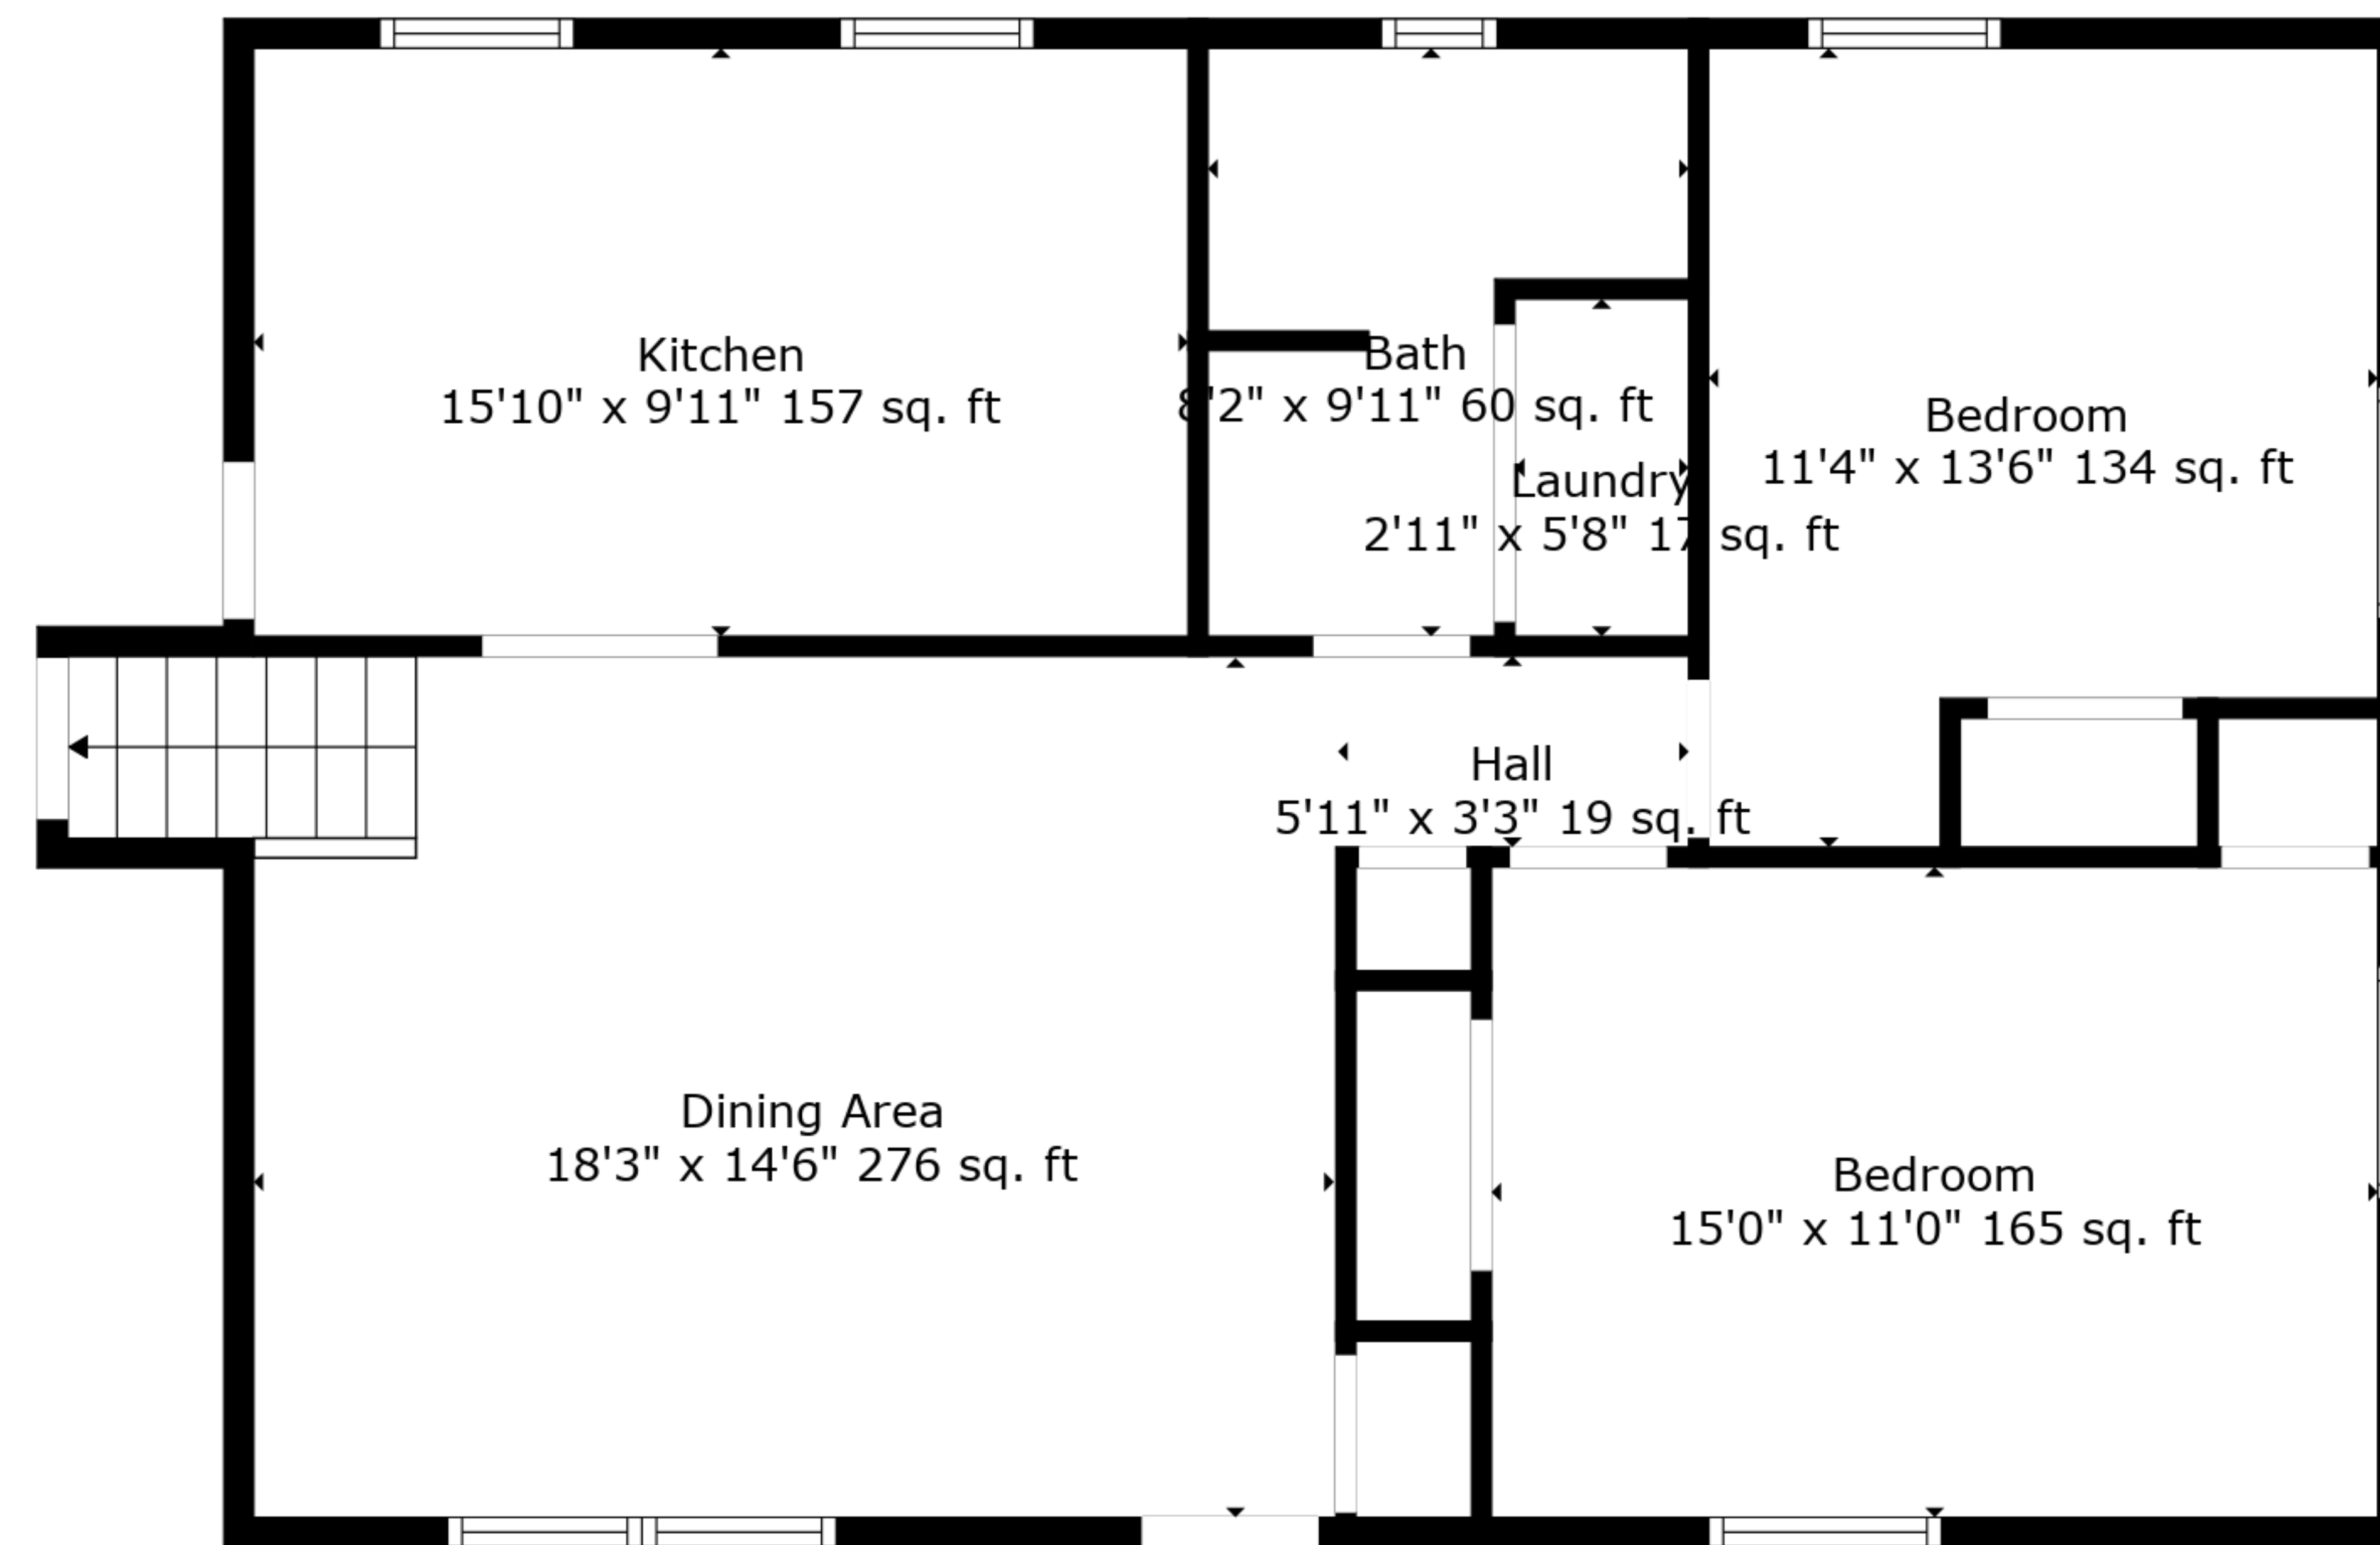 Kitchen
15'10" x 9'11" 157 sq. ft
Bath
8'2" x 9'11" 60 sq. ft
Laundry
2'11" x 5'8" 17 sq. ft
Bedroom
11'4" x 13'6" 134 sq. ft
Hall
5'11" x 3'3" 19 sq. ft
Dining Area
18'3" x 14'6" 276 sq. ft
Bedroom
15'0" x 11'0" 165 sq. ft